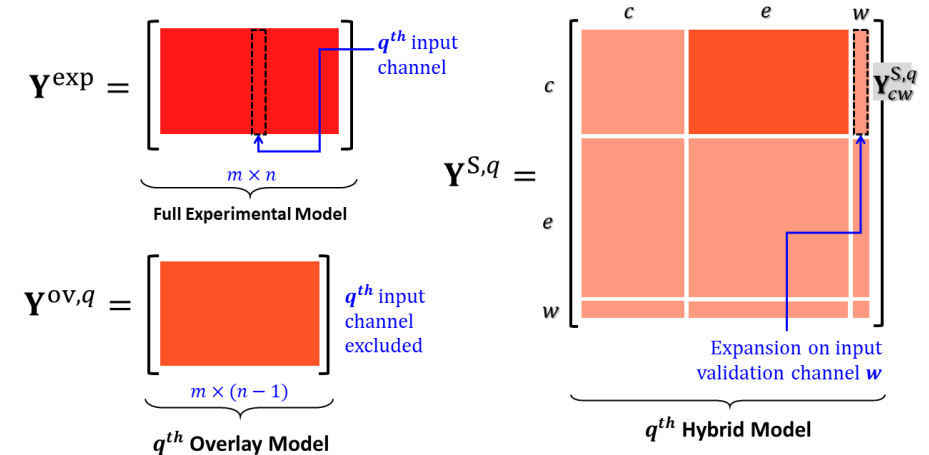 𝐘^exp =
q^th input
channel
m × n
Full Experimental Model
𝐘^ov,q =
q^th input
channel
excluded
m × (n − 1)
q^th Overlay Model
c e w
c
𝐘^S,q_cw
𝐘^S,q =
e
w
Expansion on input
validation channel w
q^th Hybrid Model